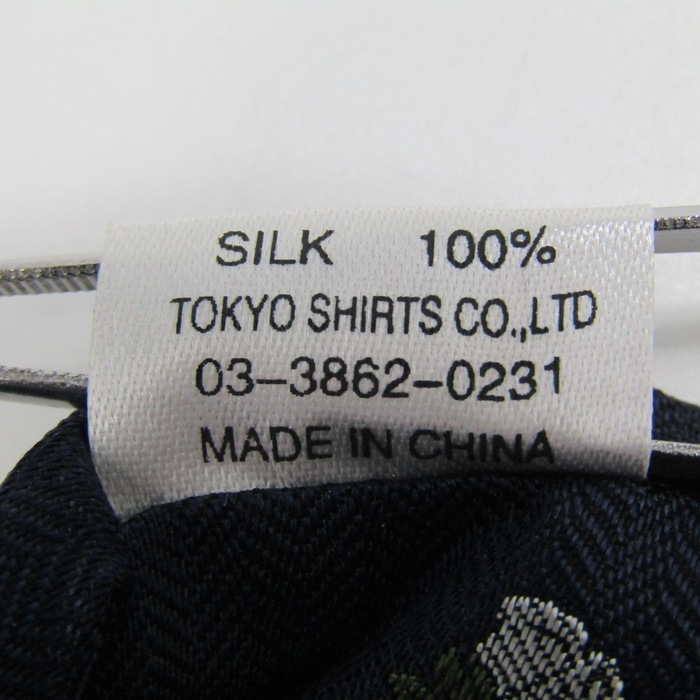 SILK 100%
TOKYO SHIRTS CO.,LTD
03-3862-0231
MADE IN CHINA